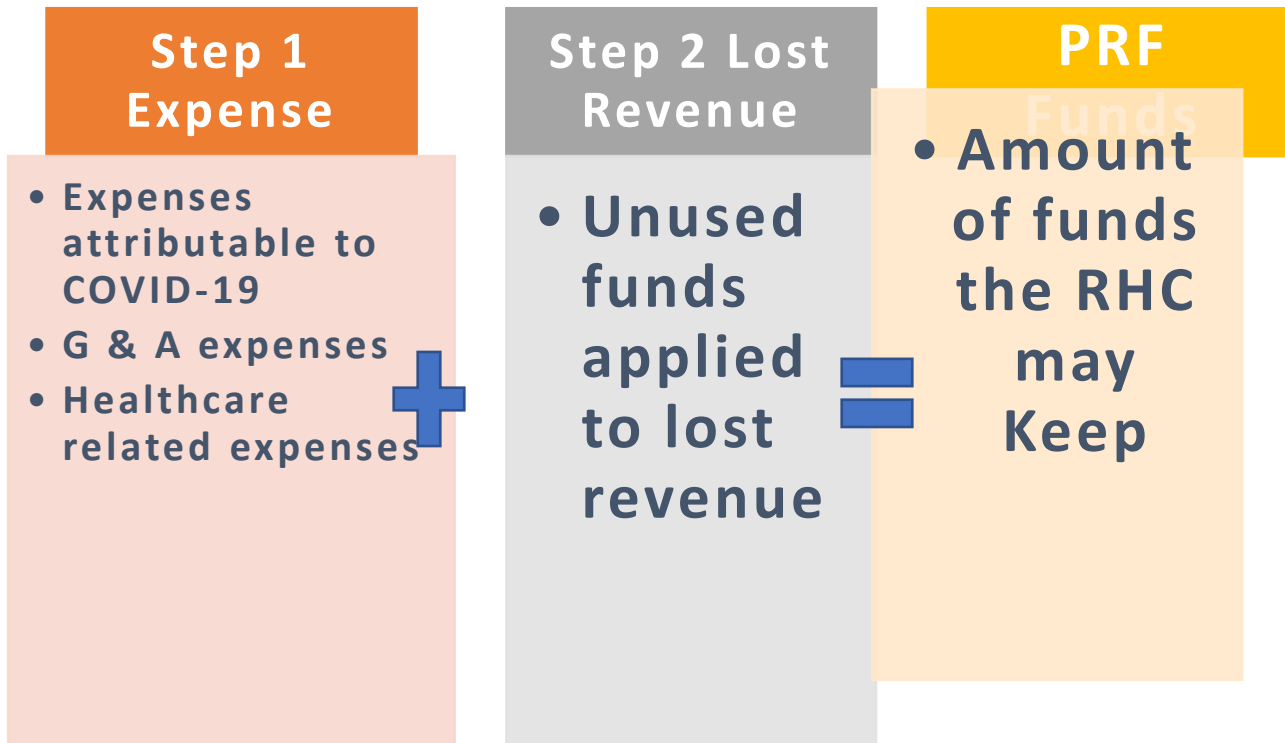 Step 1
Expense
• Expenses
attributable to
COVID-19
• G & A expenses
• Healthcare
related expenses
Step 2 Lost
Revenue
• Unused
funds
applied
to lost
revenue
PRF
Funds
• Amount
of funds
the RHC
may
Keep